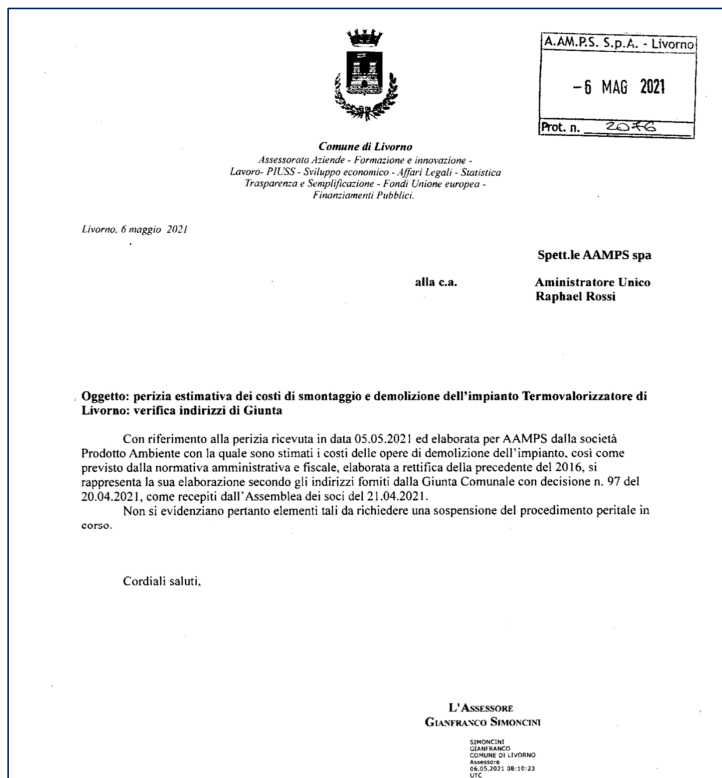 A.AM.P.S. S.p.A. - Livorno
-6 MAG 2021
Prot. n. 2076
Comune di Livorno
Assessorato Aziende - Formazione e innovazione -
Lavoro- PIUSS - Sviluppo economico - Affari Legali - Statistica
Trasparenza e Semplificazione - Fondi Unione europea -
Finanziamenti Pubblici.
Livorno, 6 maggio 2021
Spett.le AAMPS spa
alla c.a. Aministratore Unico
Raphael Rossi
Oggetto: perizia estimativa dei costi di smontaggio e demolizione dell'impianto Termovalorizzatore di
Livorno: verifica indirizzi di Giunta
Con riferimento alla perizia ricevuta in data 05.05.2021 ed elaborata per AAMPS dalla società
Prodotto Ambiente con la quale sono stimati i costi delle opere di demolizione dell'impianto, così come
previsto dalla normativa amministrativa e fiscale, elaborata a rettifica della precedente del 2016, si
rappresenta la sua elaborazione secondo gli indirizzi forniti dalla Giunta Comunale con decisione n. 97 del
20.04.2021, come recepiti dall'Assemblea dei soci del 21.04.2021.
Non si evidenziano pertanto elementi tali da richiedere una sospensione del procedimento peritale in
corso.
Cordiali saluti,
L'ASSESSORE
GIANFRANCO SIMONCINI
SIMONCINI
GIANFRANCO
COMUNE DI LIVORNO
Assessore
06.05.2021 08:10:23
UTC